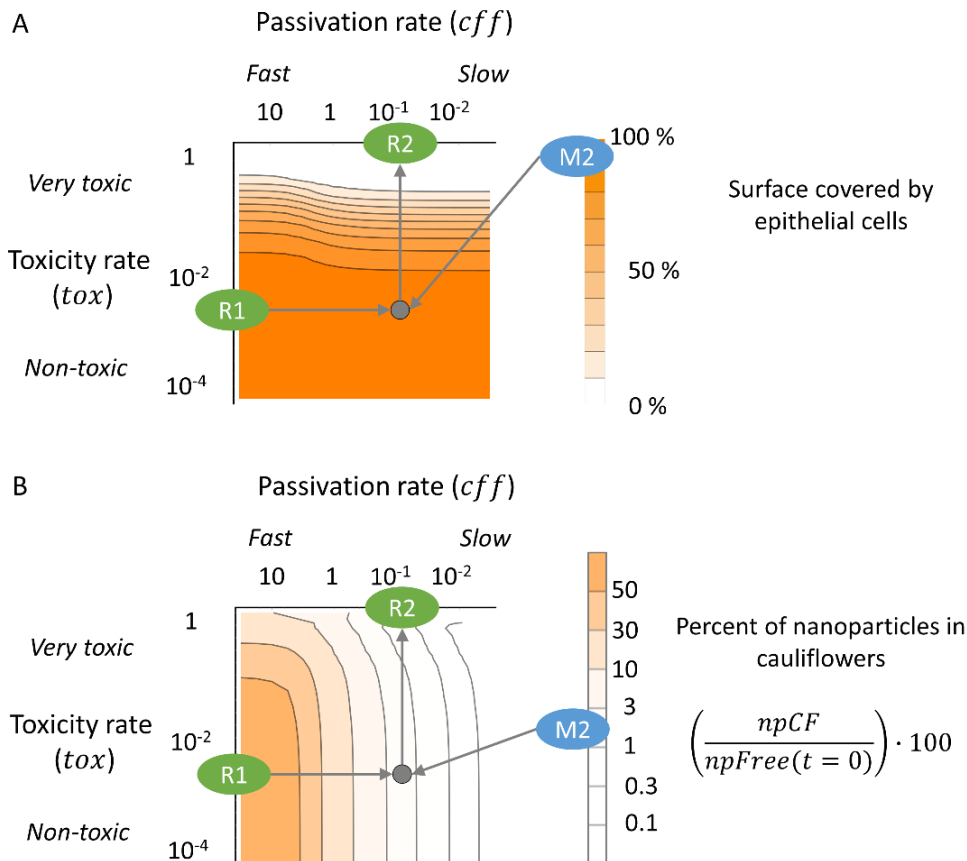 A
Passivation rate (cff)
Fast Slow
10 1 10⁻¹ 10⁻²
R2
1
M2
100 %
Very toxic
Surface covered by
epithelial cells
Toxicity rate
(tox)
10⁻²
50 %
R1
Non-toxic
10⁻⁴
0 %
B
Passivation rate (cff)
Fast Slow
10 1 10⁻¹ 10⁻²
R2
1
50
30
10
3
1
0.3
0.1
Very toxic
Percent of nanoparticles in
cauliflowers
Toxicity rate
(tox)
10⁻²
M2
(npCF / npFree(t = 0)) · 100
R1
Non-toxic
10⁻⁴